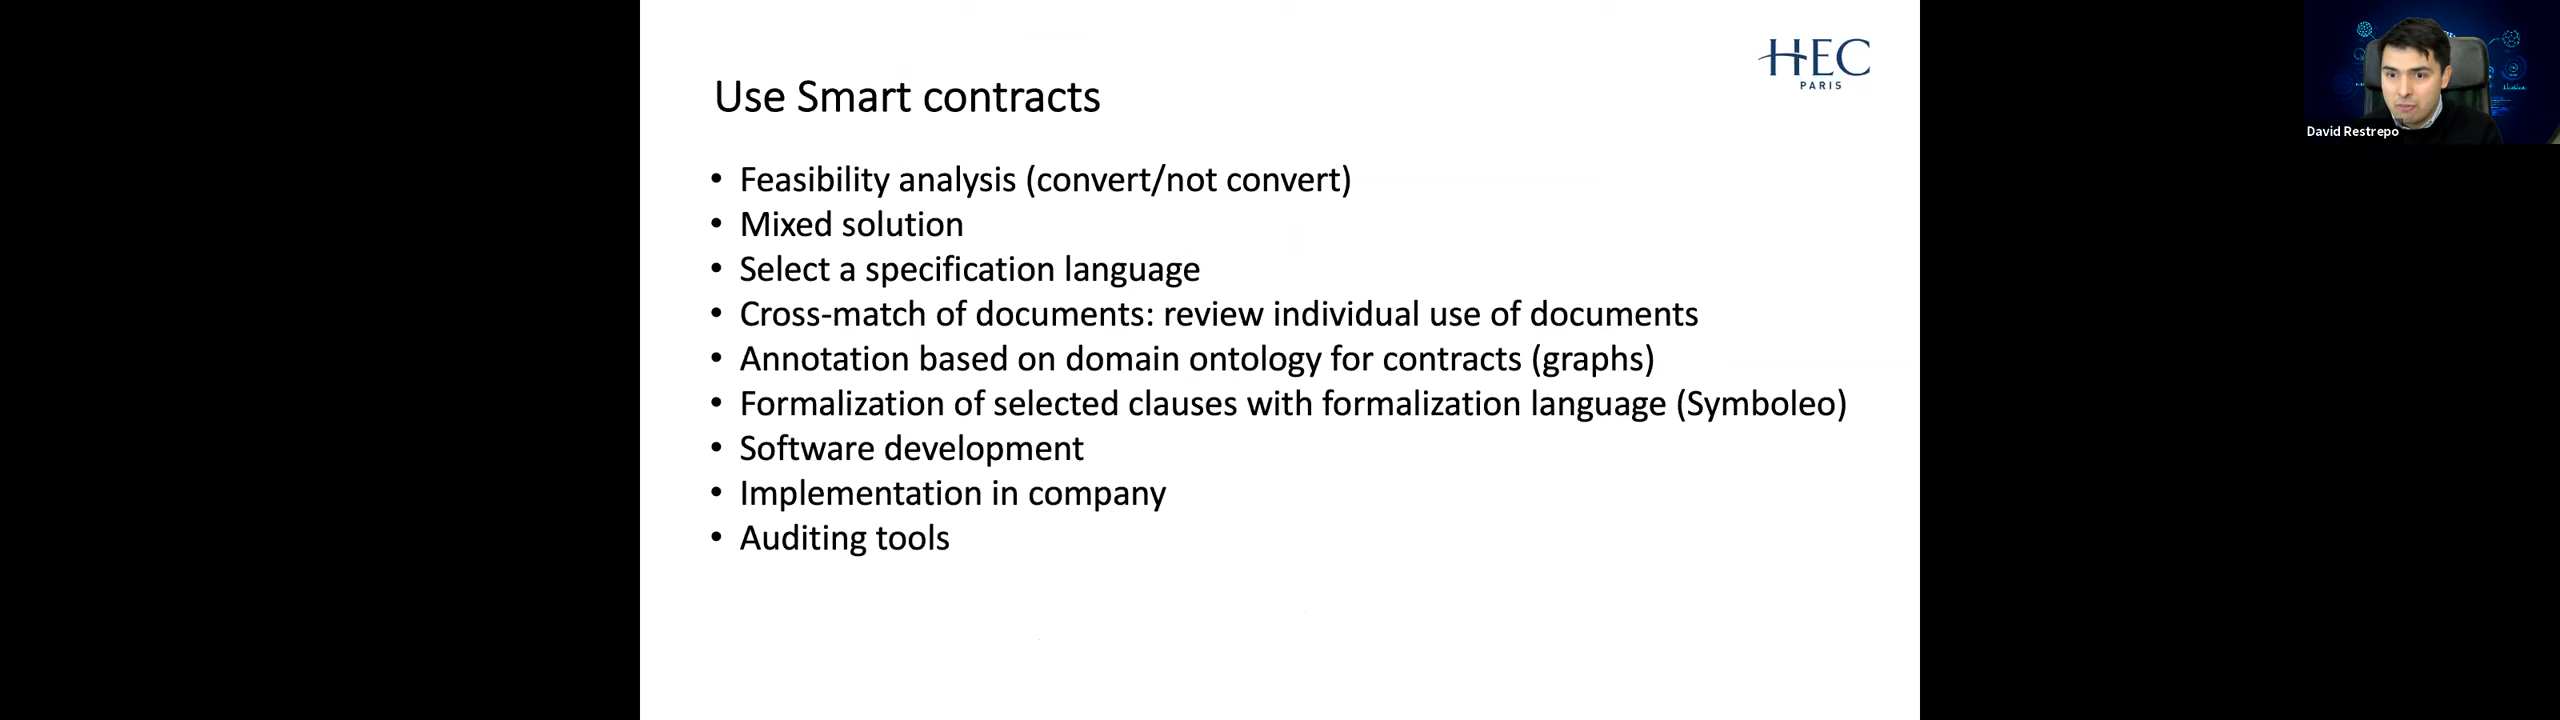 HEC
PARIS
Use Smart contracts
• Feasibility analysis (convert/not convert)
• Mixed solution
• Select a specification language
• Cross-match of documents: review individual use of documents
• Annotation based on domain ontology for contracts (graphs)
• Formalization of selected clauses with formalization language (Symboleo)
• Software development
• Implementation in company
• Auditing tools
David Restrepo